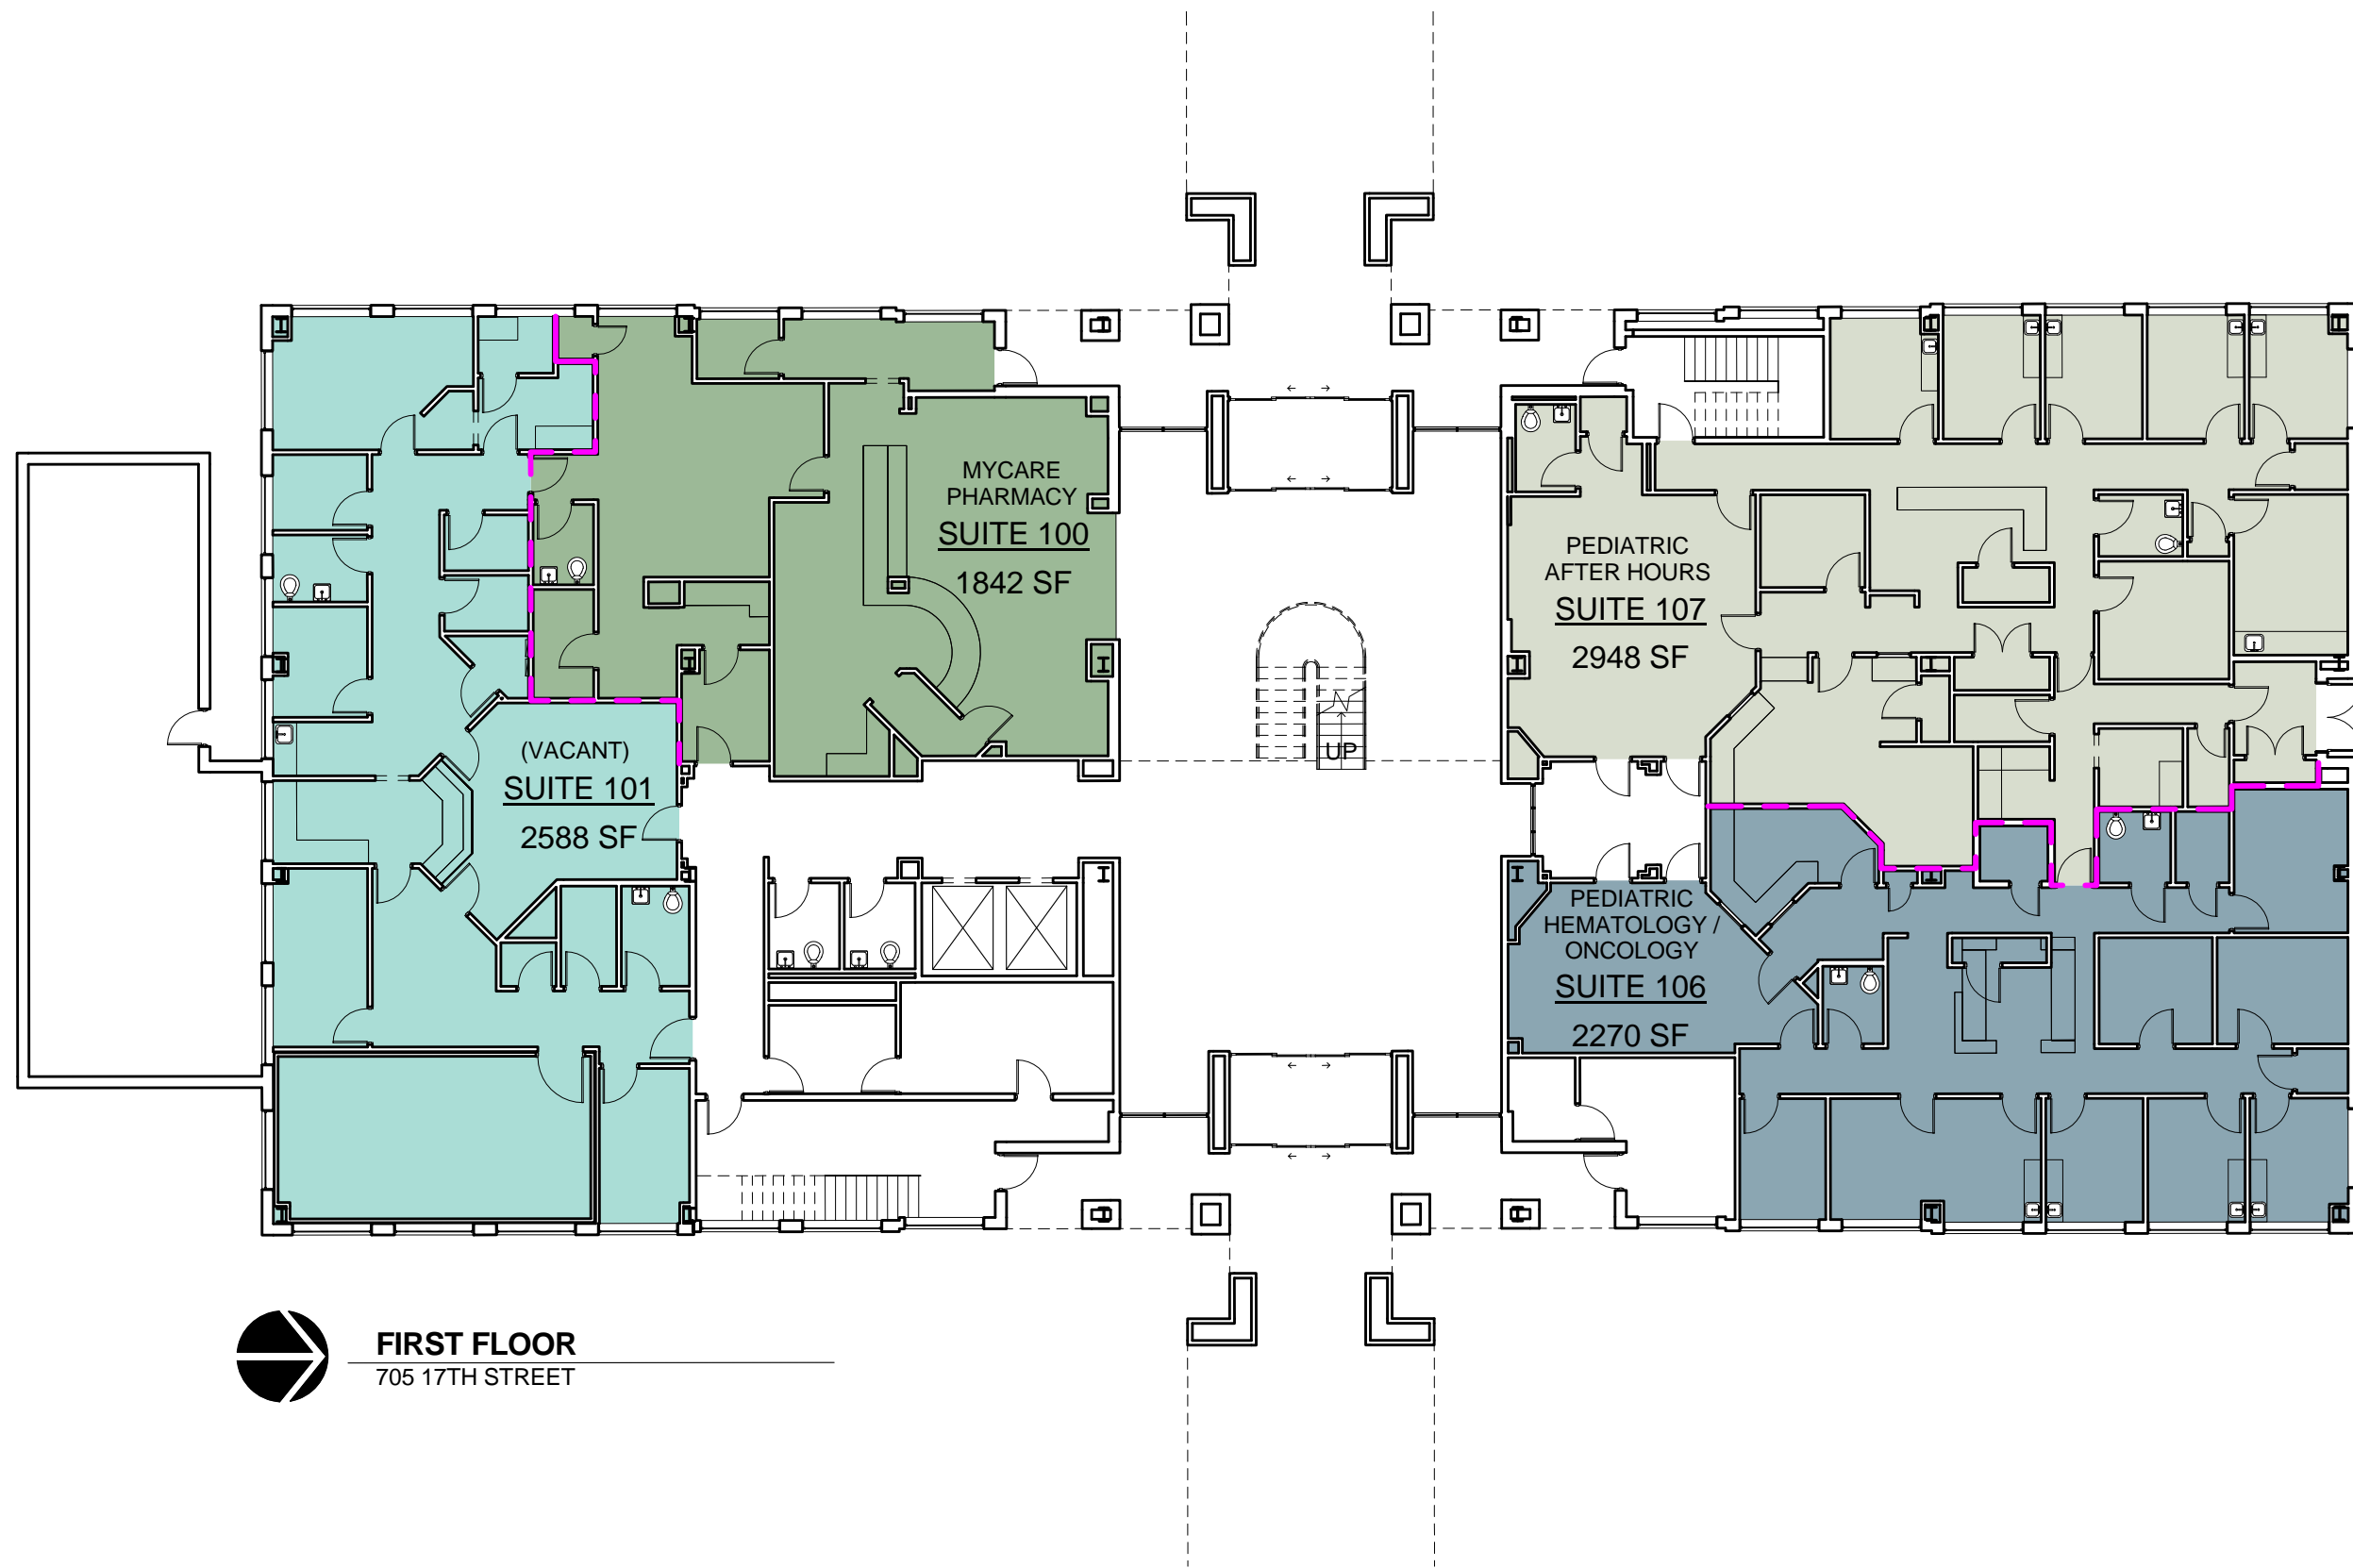 MYCARE
PHARMACY
SUITE 100
1842 SF
PEDIATRIC
AFTER HOURS
SUITE 107
2948 SF
(VACANT)
SUITE 101
2588 SF
UP
PEDIATRIC
HEMATOLOGY /
ONCOLOGY
SUITE 106
2270 SF
FIRST FLOOR
705 17TH STREET